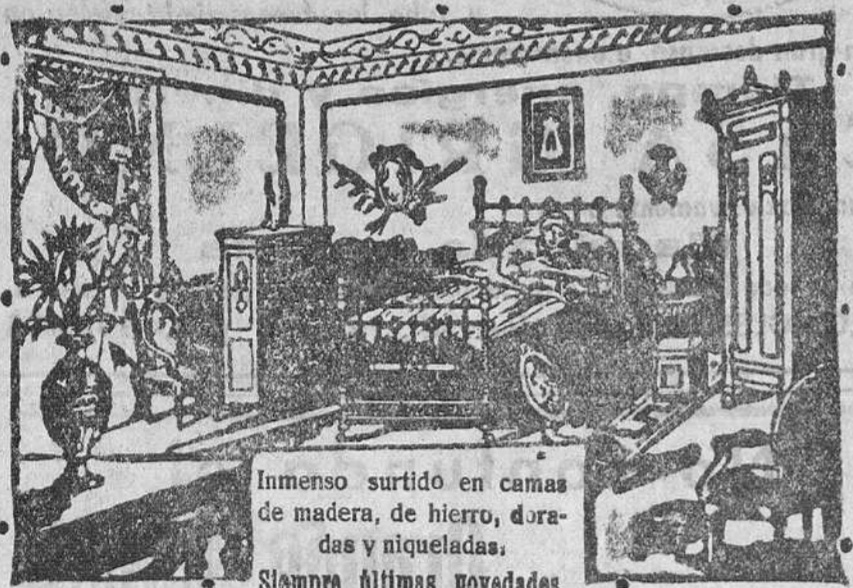 Inmenso surtido en camas
de madera, de hierro, dora-
das y niqueladas.
Siempre últimas novedades